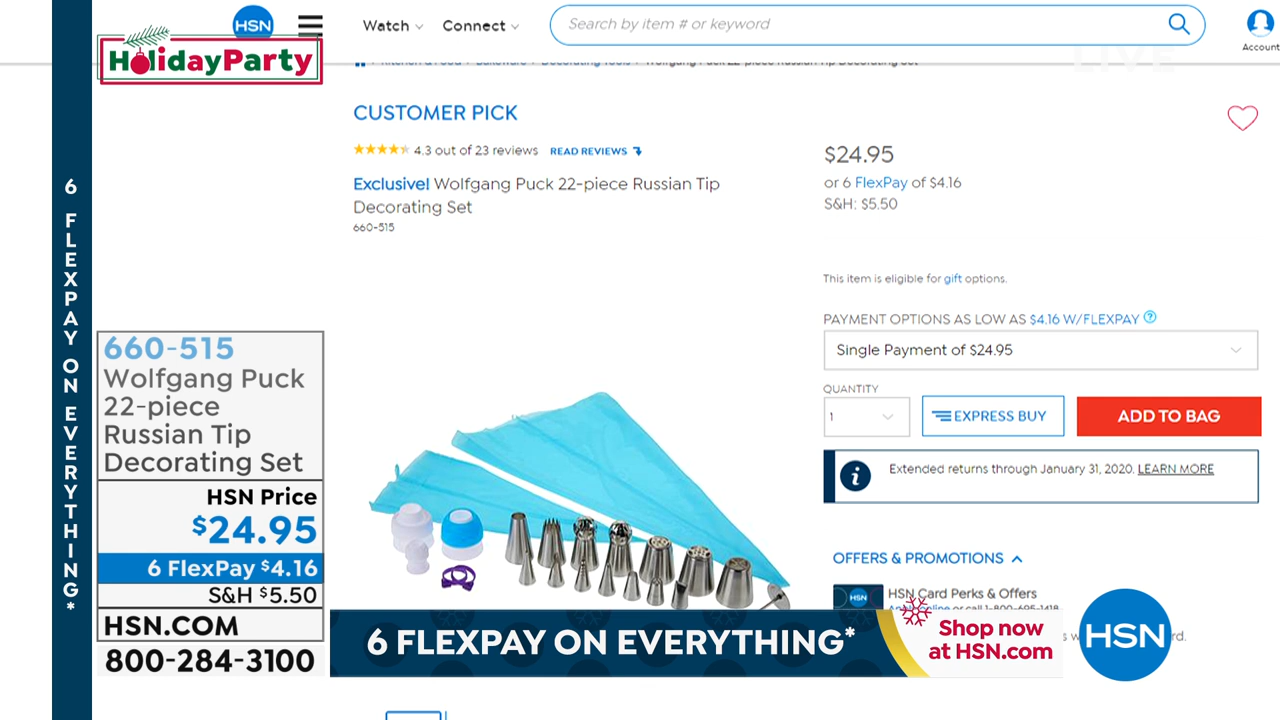 HSN
HolidayParty
Watch
Connect
Search by item # or keyword
Account
LIVE
6 FLEXPAY ON EVERYTHING*
CUSTOMER PICK
4.3 out of 23 reviews READ REVIEWS
Exclusive! Wolfgang Puck 22-piece Russian Tip
Decorating Set
660-515
$24.95
or 6 FlexPay of $4.16
S&H: $5.50
This item is eligible for gift options.
PAYMENT OPTIONS AS LOW AS $4.16 W/FLEXPAY ?
Single Payment of $24.95
QUANTITY
1
EXPRESS BUY
ADD TO BAG
i Extended returns through January 31, 2020. LEARN MORE
OFFERS & PROMOTIONS
HSN
HSN Card Perks & Offers
660-515
Wolfgang Puck
22-piece
Russian Tip
Decorating Set
HSN Price
$24.95
6 FlexPay $4.16
S&H $5.50
HSN.COM
800-284-3100
6 FLEXPAY ON EVERYTHING*
Shop now
at HSN.com
HSN